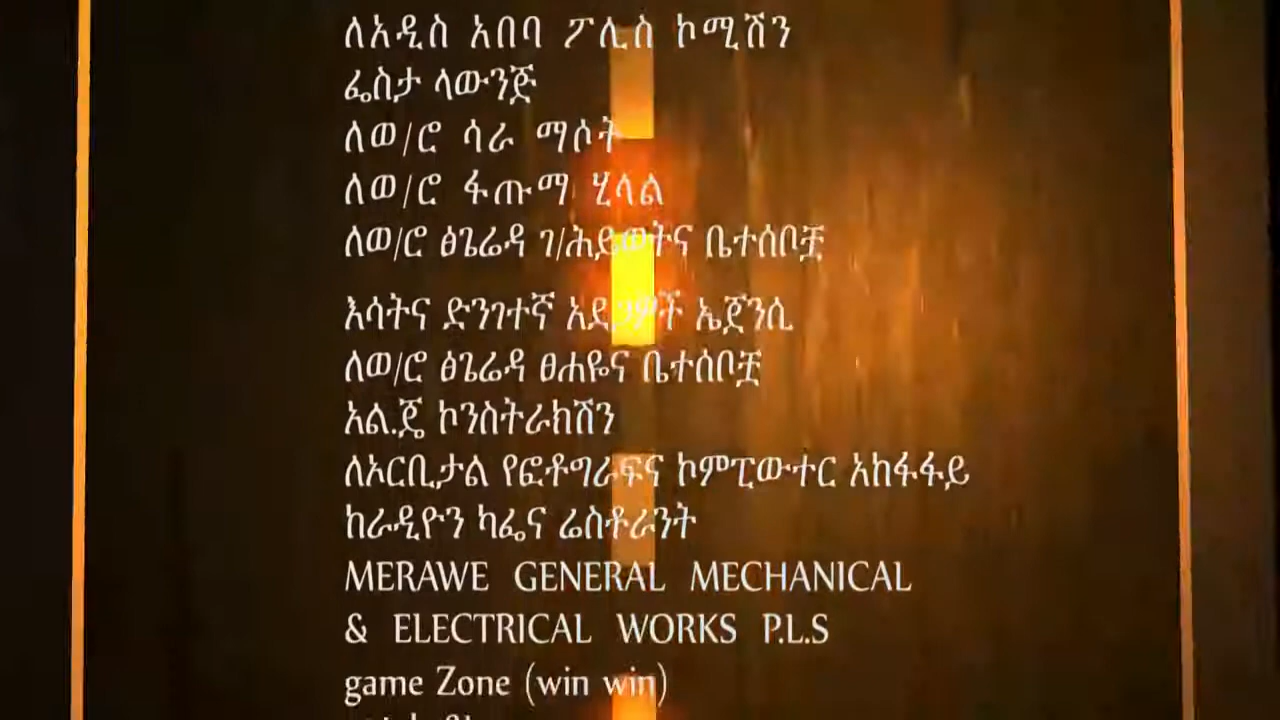 ለአዲስ አበባ ፖሊስ ኮሚሽን
ፌስታ ላውንጅ
ለወ/ሮ ሳራ ማሶት
ለወ/ሮ ፋጡማ ሂላል
ለወ/ሮ ፅጌሬዳ ገ/ሕይወትና ቤተሰቦቿ
እሳትና ድንገተኛ አደጋዎች ኤጀንሲ
ለወ/ሮ ፅጌሬዳ ፀሐዬና ቤተሰቦቿ
አል.ጄ ኮንስትራክሽን
ለኦርቢታል የፎቶግራፍና ኮምፒውተር አከፋፋይ
ከራዲዮን ካፌና ሬስቶራንት
MERAWE GENERAL MECHANICAL
& ELECTRICAL WORKS P.L.S
game Zone (win win)